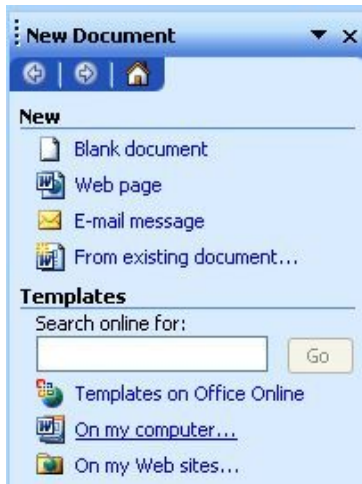 New Document
New
Blank document
Web page
E-mail message
From existing document...
Templates
Search online for:
Go
Templates on Office Online
On my computer...
On my Web sites...